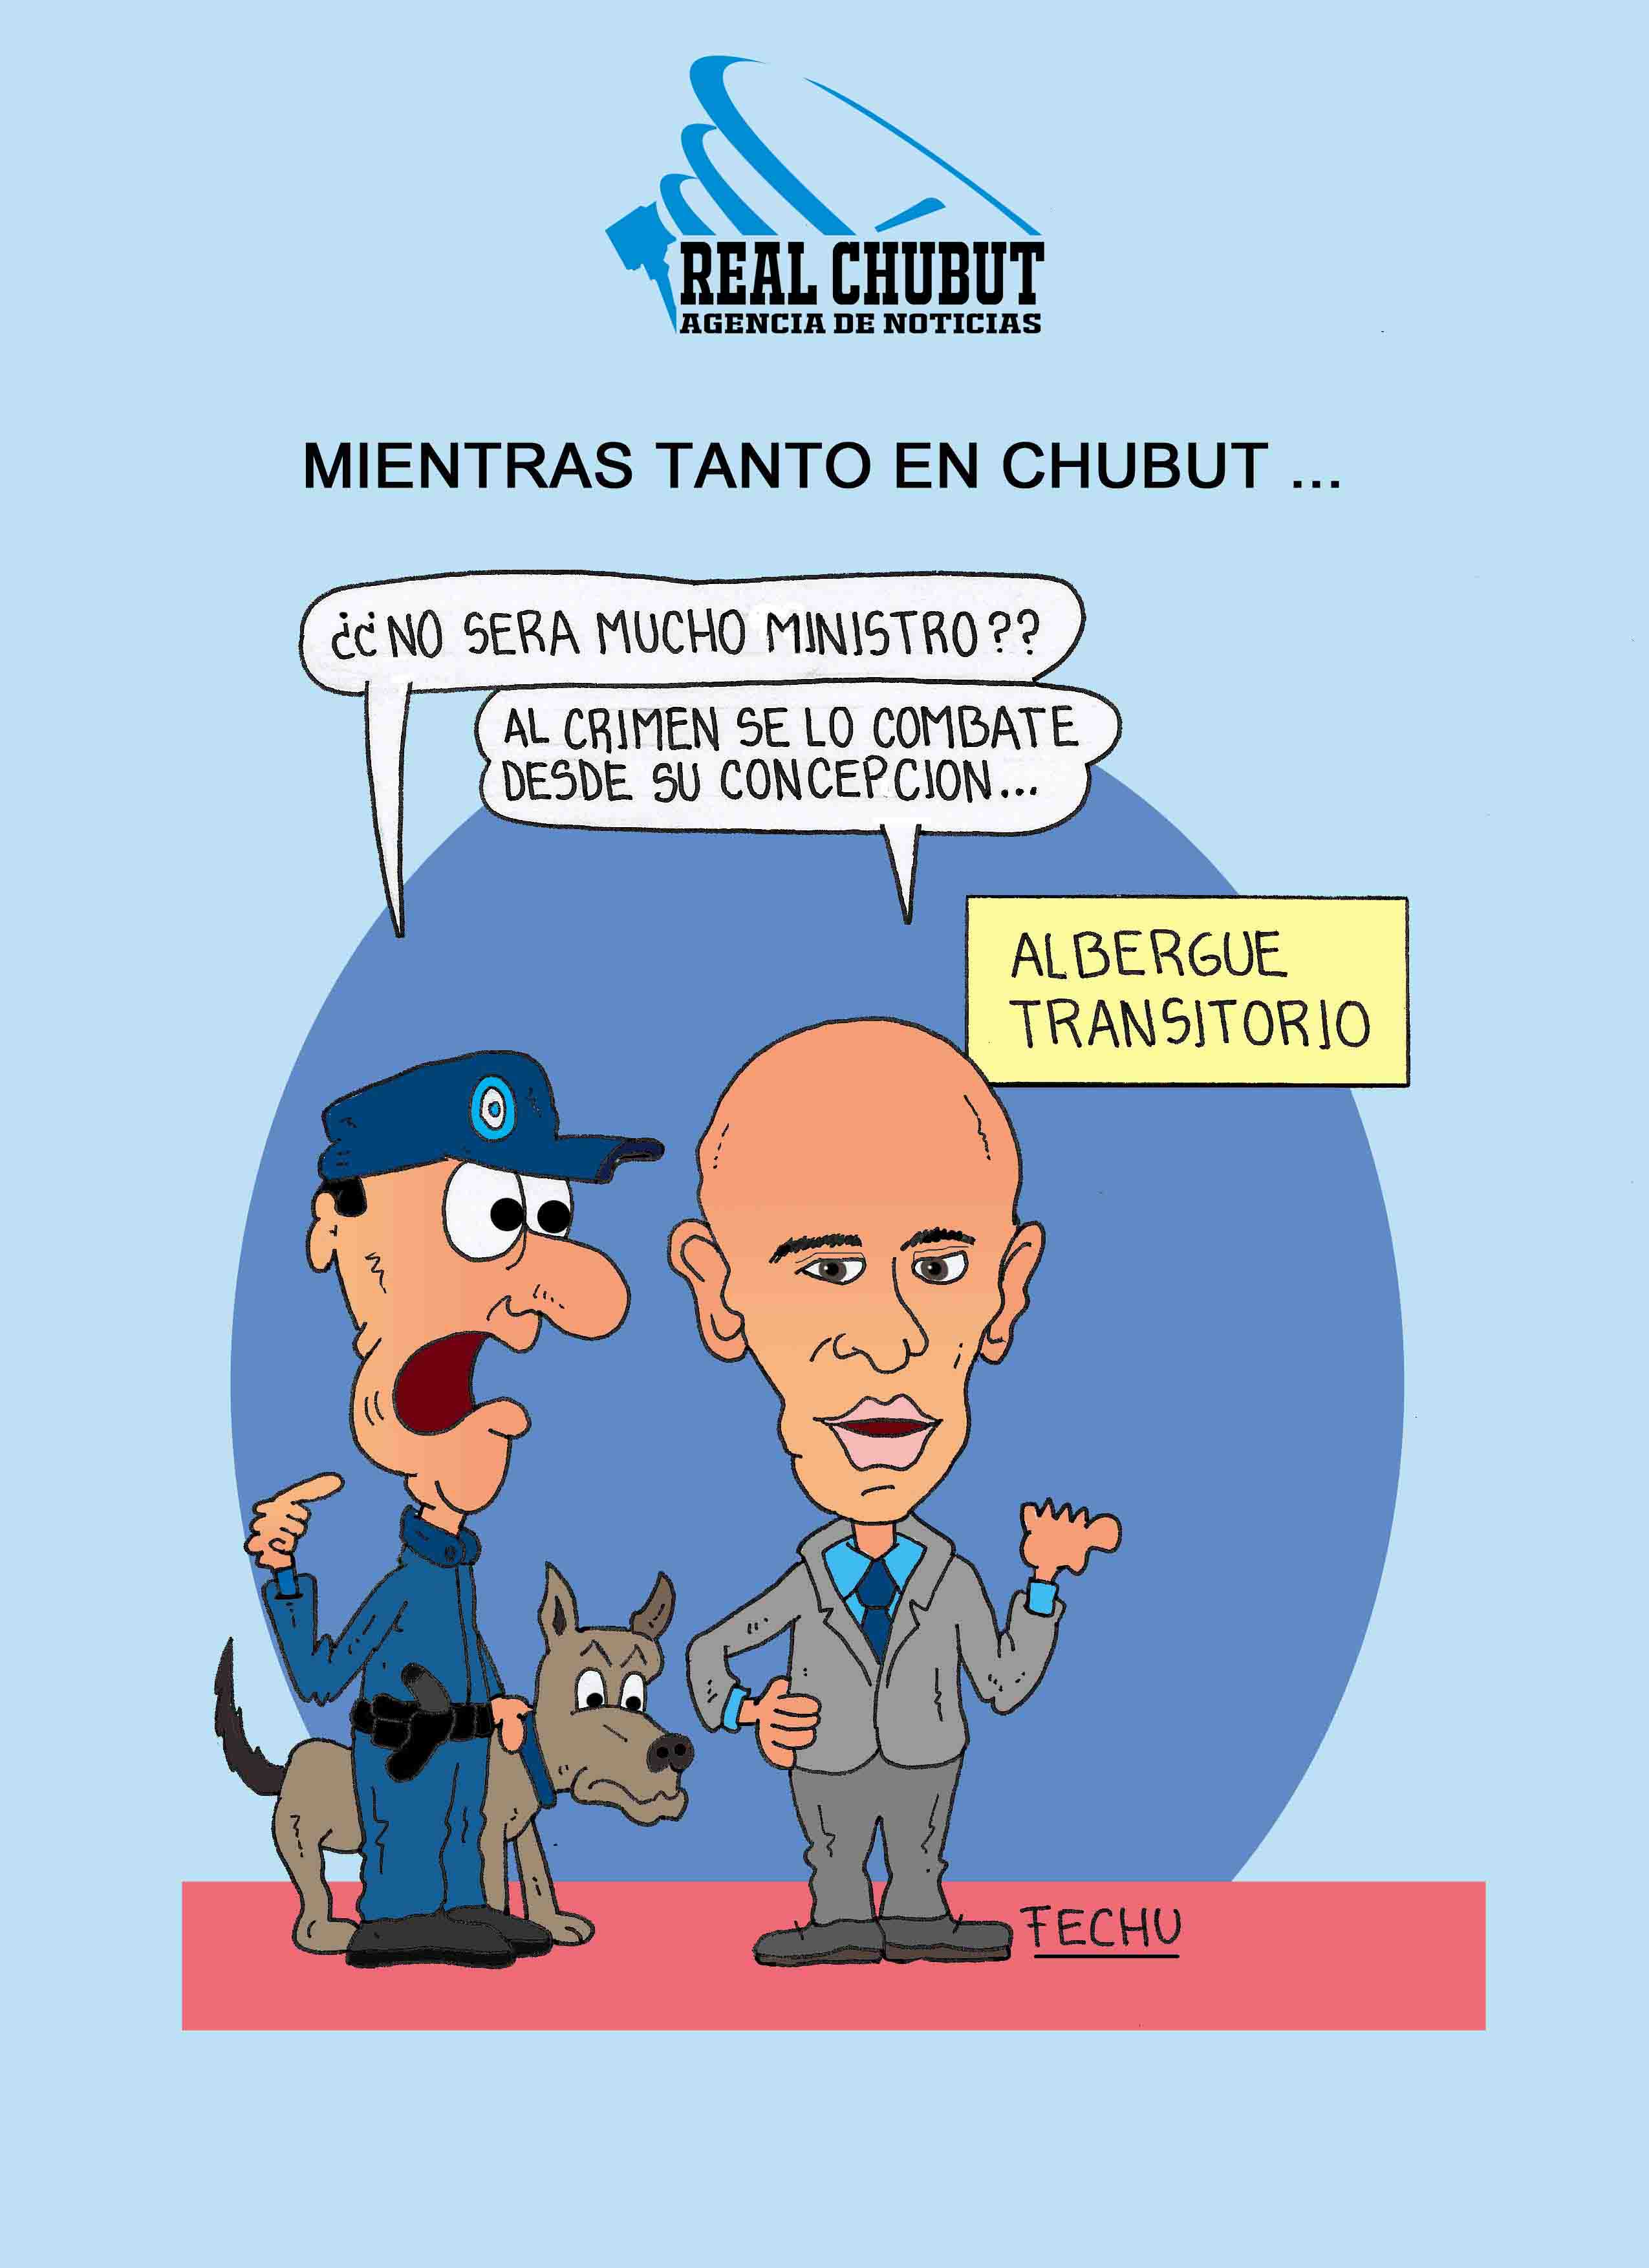 REAL CHUBUT
AGENCIA DE NOTICIAS
MIENTRAS TANTO EN CHUBUT ...
¿¿NO SERA MUCHO MINISTRO??
AL CRIMEN SE LO COMBATE
DESDE SU CONCEPCION...
ALBERGUE
TRANSITORIO
FECHU